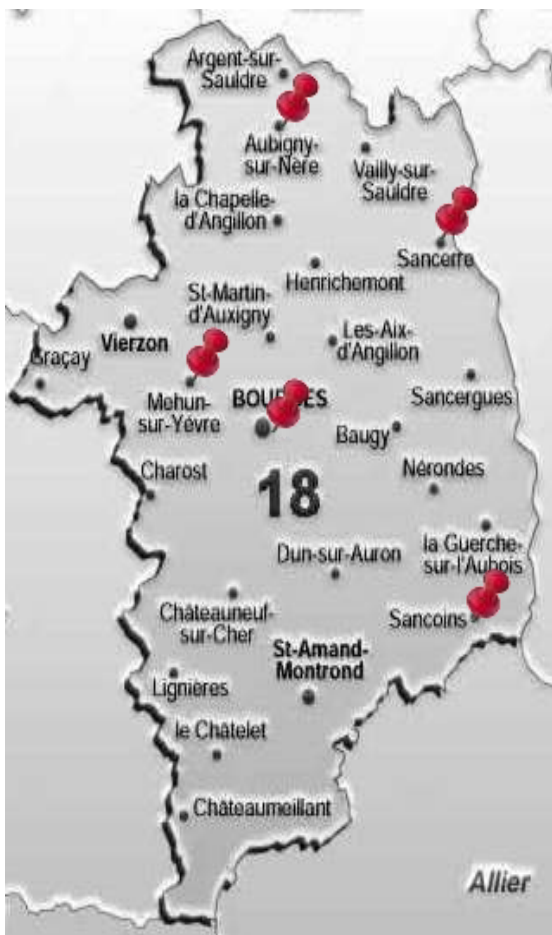 Argent-sur-
Sauldre
Aubigny-
sur-Nère
Vailly-sur-
Sauldre
la Chapelle-
d'Angillon
Sancerre
Henrichemont
St-Martin-
d'Auxigny
Vierzon
Les-Aix-
d'Angillon
Graçay
Mehun-
sur-Yèvre
BOURGES
Sancergues
Baugy
Charost
18
Nérondes
Dun-sur-Auron
la Guerche-
sur-l'Aubois
Châteauneuf-
sur-Cher
Sancoins
St-Amand-
Montrond
Lignières
le Châtelet
Châteaumeillant
Allier